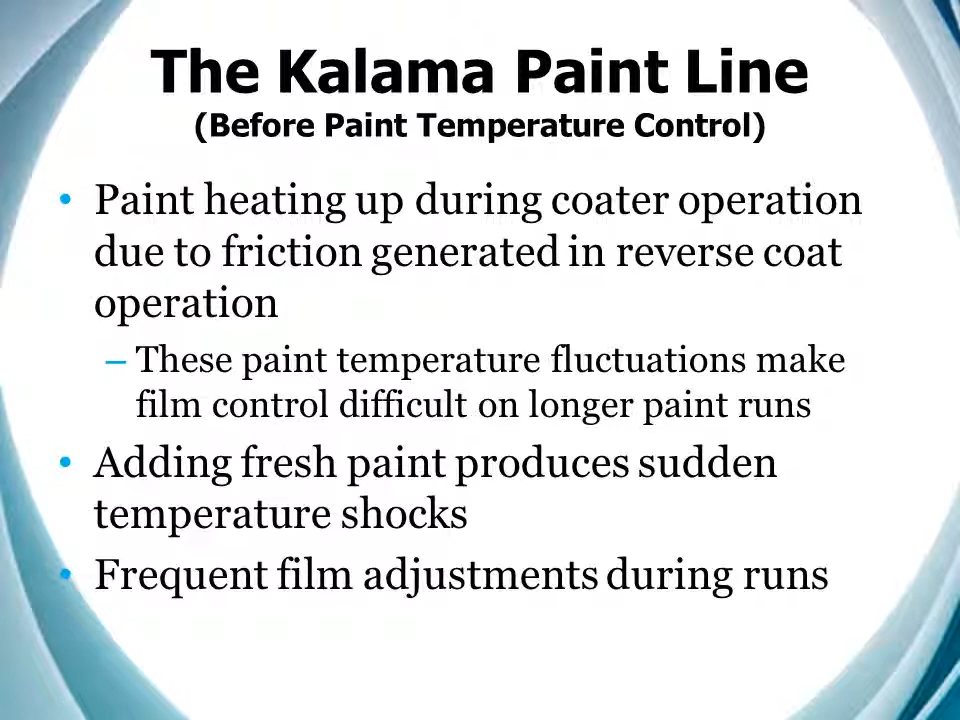 The Kalama Paint Line
(Before Paint Temperature Control)
• Paint heating up during coater operation
due to friction generated in reverse coat
operation
– These paint temperature fluctuations make
film control difficult on longer paint runs
• Adding fresh paint produces sudden
temperature shocks
• Frequent film adjustments during runs